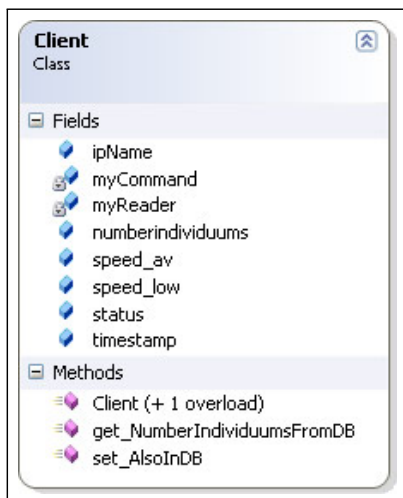 Client
Class
Fields
ipName
myCommand
myReader
numberindividuums
speed_av
speed_low
status
timestamp
Methods
Client (+ 1 overload)
get_NumberIndividuumsFromDB
set_AlsoInDB